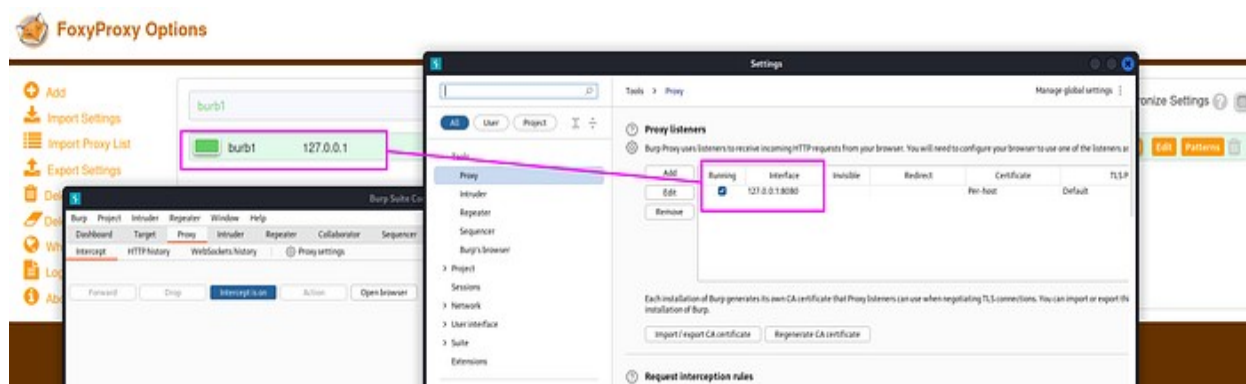 FoxyProxy Options
Add
Import Settings
Import Proxy List
Export Settings
burb1
burb1 127.0.0.1
Edit Patterns
Settings
Tools > Proxy
Manage global settings
All User Project
Tools
Proxy
Intruder
Repeater
Sequencer
Burp's browser
> Project
Sessions
> Network
> User interface
> Suite
Extensions
Proxy listeners
Burp Proxy uses listeners to receive incoming HTTP requests from your browser. You will need to configure your browser to use one of the listeners
Add
Edit
Remove
Running Interface Invisible Redirect Certificate
127.0.0.1:8080 Per-host Default
Each installation of Burp generates its own CA certificate that Proxy listeners can use when negotiating TLS connections. You can import or export
installation of Burp.
Import / export CA certificate Regenerate CA certificate
Request interception rules
Burp Suite
Burp Project Intruder Repeater Window Help
Dashboard Target Proxy Intruder Repeater Collaborator Sequencer
Intercept HTTP history WebSockets history Proxy settings
Forward Drop Intercept is on Action Open browser